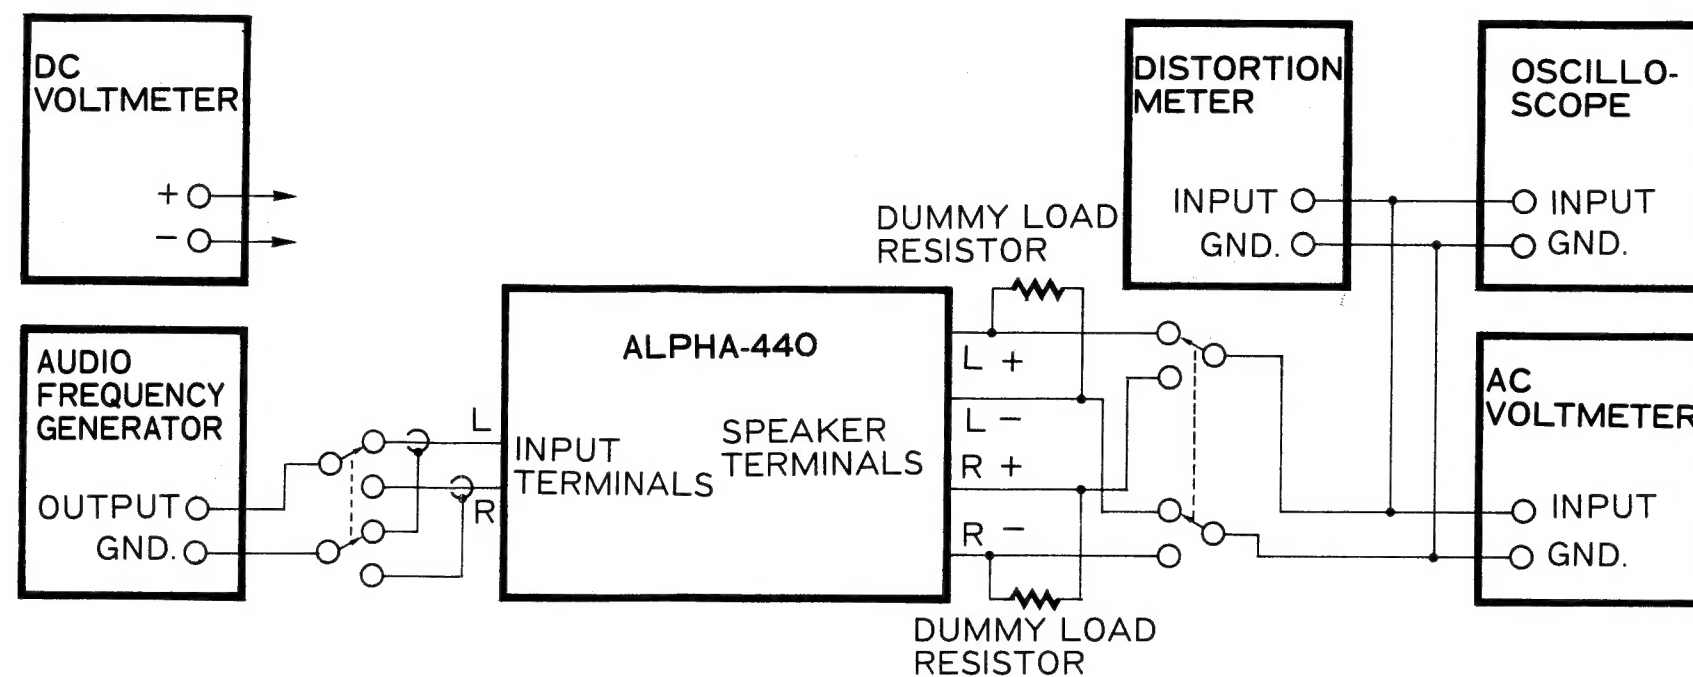 DC
VOLTMETER
+
−
AUDIO
FREQUENCY
GENERATOR
OUTPUT
GND.
L
R
ALPHA-440
INPUT
TERMINALS
SPEAKER
TERMINALS
L +
L −
R +
R −
DUMMY LOAD
RESISTOR
DUMMY LOAD
RESISTOR
DISTORTION
METER
INPUT
GND.
OSCILLO-
SCOPE
INPUT
GND.
AC
VOLTMETER
INPUT
GND.